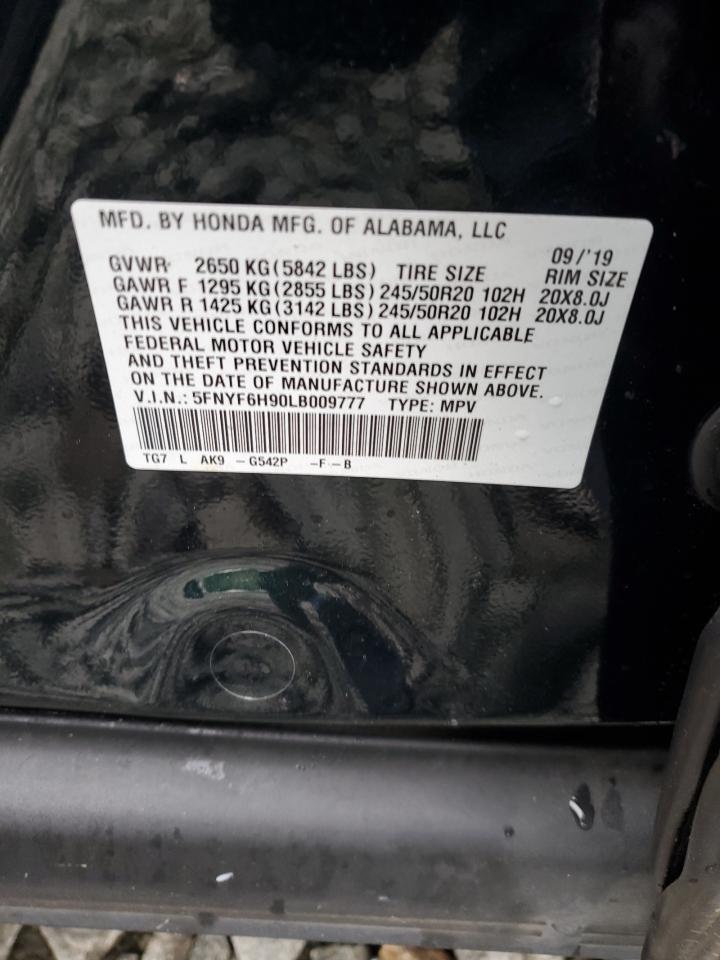 MFD. BY HONDA MFG. OF ALABAMA, LLC
09/'19
GVWR 2650 KG (5842 LBS) TIRE SIZE RIM SIZE
GAWR F 1295 KG (2855 LBS) 245/50R20 102H 20X8.0J
GAWR R 1425 KG (3142 LBS) 245/50R20 102H 20X8.0J
THIS VEHICLE CONFORMS TO ALL APPLICABLE
FEDERAL MOTOR VEHICLE SAFETY
AND THEFT PREVENTION STANDARDS IN EFFECT
ON THE DATE OF MANUFACTURE SHOWN ABOVE.
V.I.N.: 5FNYF6H90LB009777 TYPE: MPV
TG7 L AK9 -G542P -F-B